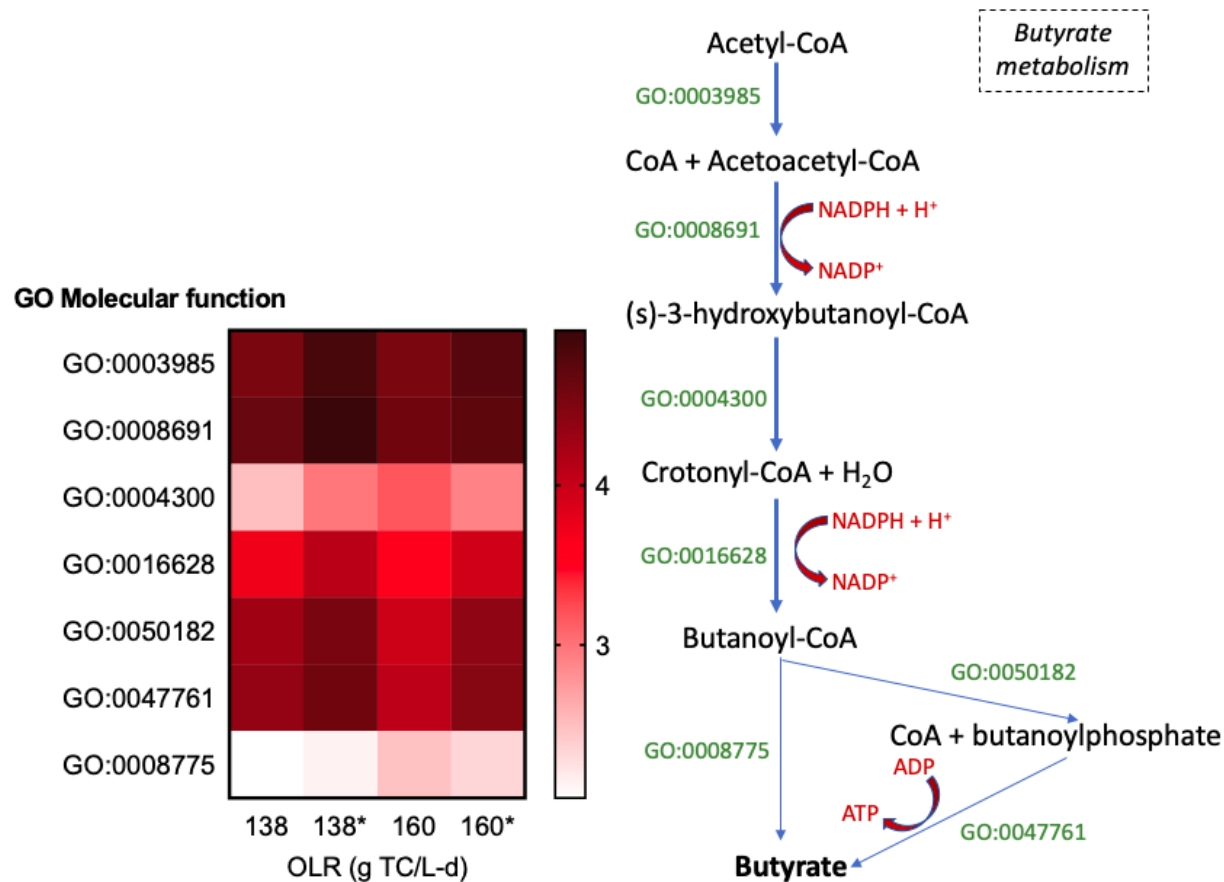 GO Molecular function
GO:0003985
GO:0008691
GO:0004300
GO:0016628
GO:0050182
GO:0047761
GO:0008775
138 138* 160 160*
OLR (g TC/L-d)
4
3
Butyrate
metabolism
Acetyl-CoA
GO:0003985
CoA + Acetoacetyl-CoA
NADPH + H⁺
GO:0008691
NADP⁺
(s)-3-hydroxybutanoyl-CoA
GO:0004300
Crotonyl-CoA + H₂O
NADPH + H⁺
GO:0016628
NADP⁺
Butanoyl-CoA
GO:0050182
CoA + butanoylphosphate
GO:0008775
ADP
ATP
GO:0047761
Butyrate